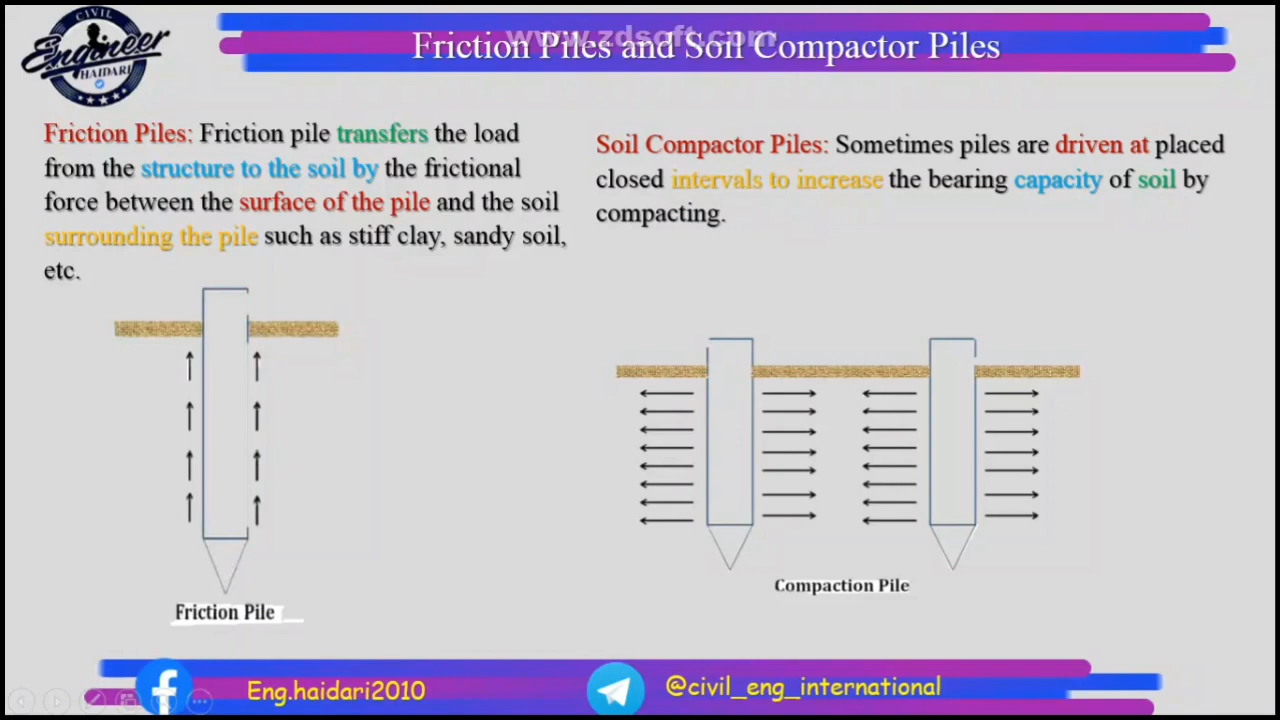 CIVIL
Engineer
HAIDARI
www.zdsoft.com
Friction Piles and Soil Compactor Piles
Friction Piles: Friction pile transfers the load
from the structure to the soil by the frictional
force between the surface of the pile and the soil
surrounding the pile such as stiff clay, sandy soil,
etc.
Soil Compactor Piles: Sometimes piles are driven at placed
closed intervals to increase the bearing capacity of soil by
compacting.
Friction Pile
Compaction Pile
Eng.haidari2010
@civil_eng_international